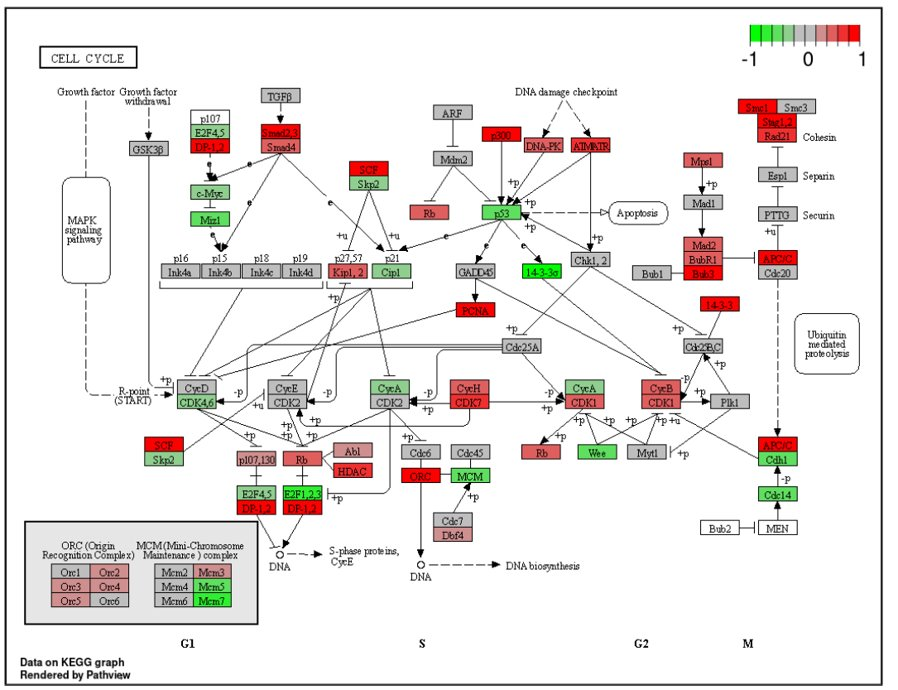 CELL CYCLE
-1 0 1
Growth factor
Growth factor
withdrawal
TGFβ
DNA damage checkpoint
p107
E2F4,5
DP-1,2
GSK3β
Smad2,3
Smad4
ARF
Mdm2
p300
DNA-PK
ATM/ATR
Smc1 Smc3
Stag1,2
Rad21
Cohesin
Mps1
+p
Mad1
Esp1
Separin
PTTG
Securin
+u
e
e
c-Myc
Miz1
e
e
e
SCF
Skp2
+u
+u
Rb
p53
+p
+p
+p
e
e
e
Apoptosis
MAPK
signaling
pathway
Mad2
BubR1
Bub1
Bub3
APC/C
Cdc20
p16
Ink4a
p15
Ink4b
p18
Ink4c
p19
Ink4d
p27,57
Kip1, 2
p21
Cip1
GADD45
14-3-3σ
Chk1, 2
+p
PCNA
14-3-3
+p
+p
Cdc25A
Cdc25B,C
Ubiquitin
mediated
proteolysis
R-point
(START)
+p
CycD
CDK4,6
-p
CycE
CDK2
-p
CycA
CDK2
-p
+p
CycH
CDK7
+p
-p
CycA
CDK1
-p
CycB
CDK1
-p
+p
+p
Plk1
+u
+p
SCF
Skp2
+p
+p
+p
+p
+p
+p
+p
+p
+u
+p
p107,130
Rb
Ab1
HDAC
Cdc6
Cdc45
ORC
MCM
Rb
Wee
Myt1
APC/C
Cdh1
-p
Cdc14
E2F4,5
DP-1,2
E2F1,2,3
DP-1,2
+p
+p
Cdc7
Dbf4
Bub2
MEN
DNA
S-phase proteins,
CycE
DNA
DNA biosynthesis
ORC (Origin
Recognition Complex)
MCM (Mini-Chromosome
Maintenance ) complex
Orc1 Orc2 Mcm2 Mcm3
Orc3 Orc4 Mcm4 Mcm5
Orc5 Orc6 Mcm6 Mcm7
G1 S G2 M
Data on KEGG graph
Rendered by Pathview